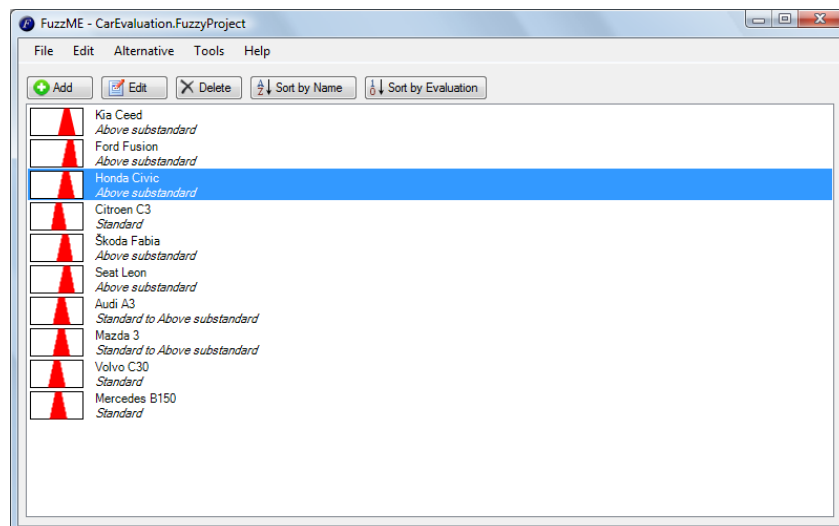 FuzzME - CarEvaluation.FuzzyProject
File Edit Alternative Tools Help
Add Edit Delete Sort by Name Sort by Evaluation
Kia Ceed
Above substandard
Ford Fusion
Above substandard
Honda Civic
Above substandard
Citroen C3
Standard
Škoda Fabia
Above substandard
Seat Leon
Above substandard
Audi A3
Standard to Above substandard
Mazda 3
Standard to Above substandard
Volvo C30
Standard
Mercedes B150
Standard